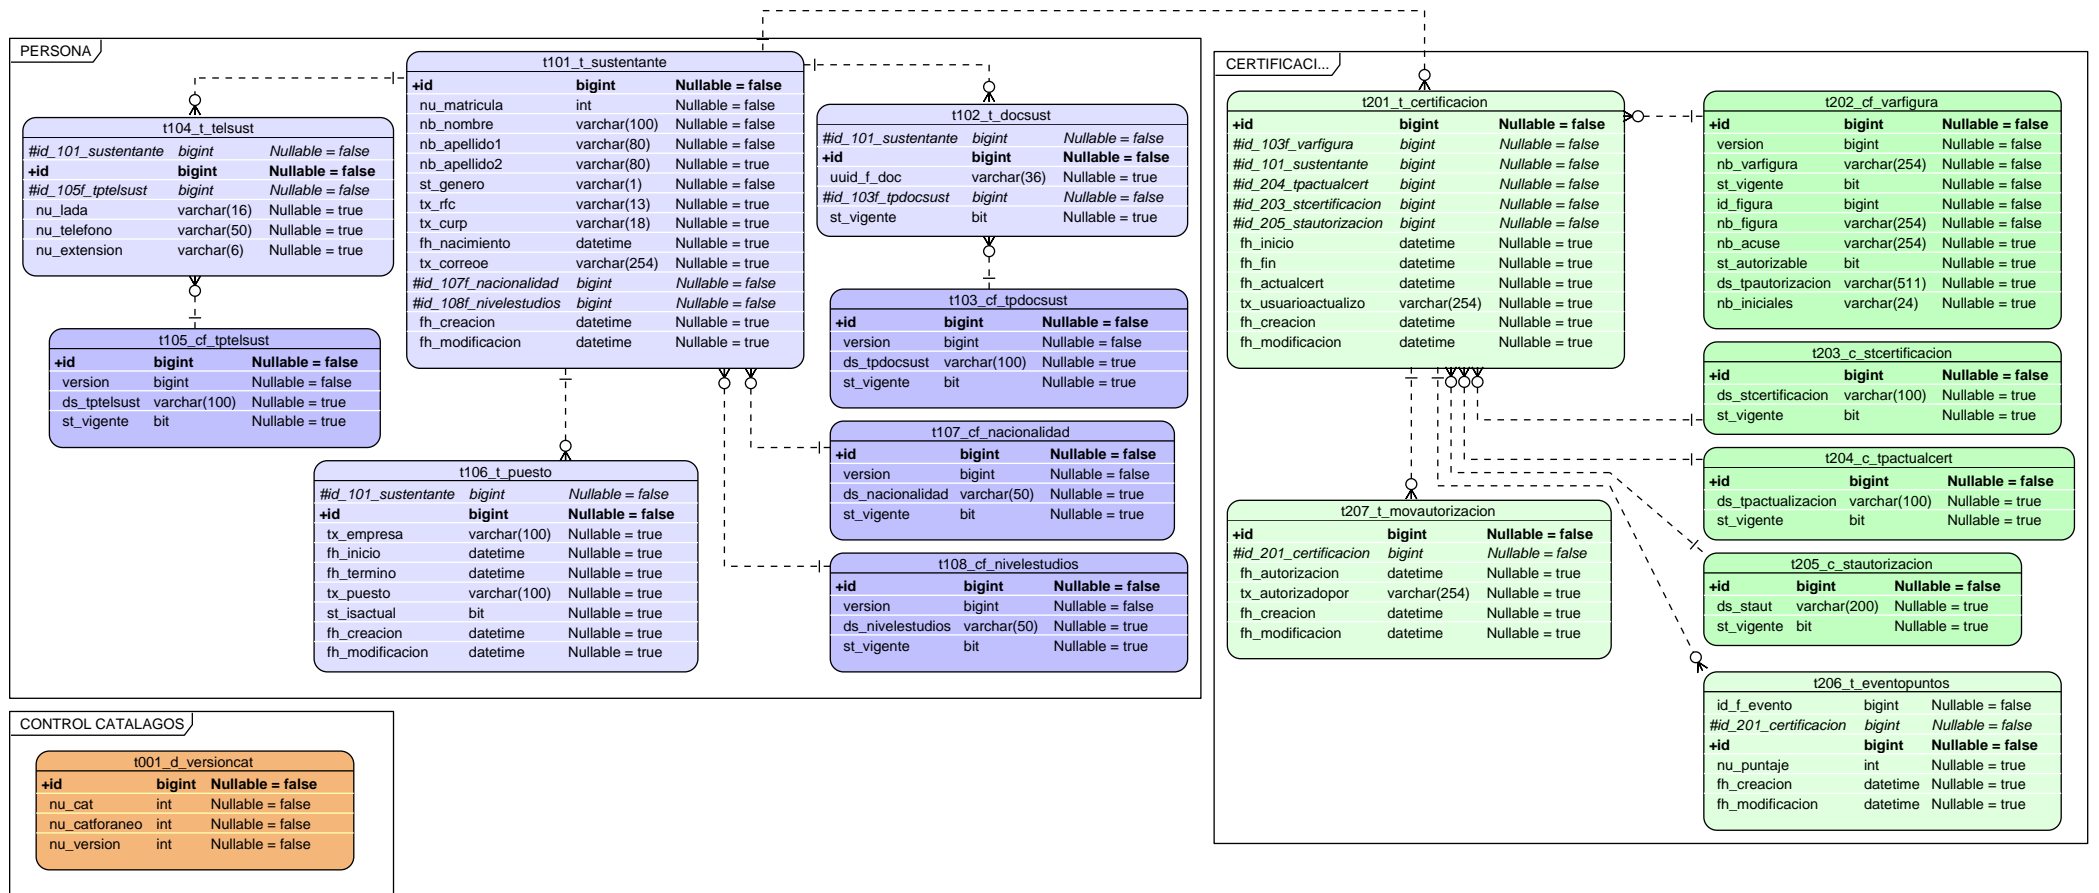 PERSONA
t101_t_sustentante
+id bigint Nullable = false
nu_matricula int Nullable = false
nb_nombre varchar(100) Nullable = false
nb_apellido1 varchar(80) Nullable = false
nb_apellido2 varchar(80) Nullable = true
st_genero varchar(1) Nullable = false
tx_rfc varchar(13) Nullable = true
tx_curp varchar(18) Nullable = true
fh_nacimiento datetime Nullable = true
tx_correoe varchar(254) Nullable = true
#id_107f_nacionalidad bigint Nullable = false
#id_108f_nivelestudios bigint Nullable = false
fh_creacion datetime Nullable = true
fh_modificacion datetime Nullable = true
t104_t_telsust
#id_101_sustentante bigint Nullable = false
+id bigint Nullable = false
#id_105f_tptelsust bigint Nullable = false
nu_lada varchar(16) Nullable = true
nu_telefono varchar(50) Nullable = true
nu_extension varchar(6) Nullable = true
t102_t_docsust
#id_101_sustentante bigint Nullable = false
+id bigint Nullable = false
uuid_f_doc varchar(36) Nullable = true
#id_103f_tpdocsust bigint Nullable = false
st_vigente bit Nullable = true
t105_cf_tptelsust
+id bigint Nullable = false
version bigint Nullable = false
ds_tptelsust varchar(100) Nullable = true
st_vigente bit Nullable = true
t103_cf_tpdocsust
+id bigint Nullable = false
version bigint Nullable = false
ds_tpdocsust varchar(100) Nullable = true
st_vigente bit Nullable = true
t107_cf_nacionalidad
+id bigint Nullable = false
version bigint Nullable = false
ds_nacionalidad varchar(50) Nullable = true
st_vigente bit Nullable = true
t106_t_puesto
#id_101_sustentante bigint Nullable = false
+id bigint Nullable = false
tx_empresa varchar(100) Nullable = true
fh_inicio datetime Nullable = true
fh_termino datetime Nullable = true
tx_puesto varchar(100) Nullable = true
st_isactual bit Nullable = true
fh_creacion datetime Nullable = true
fh_modificacion datetime Nullable = true
t108_cf_nivelestudios
+id bigint Nullable = false
version bigint Nullable = false
ds_nivelestudios varchar(50) Nullable = true
st_vigente bit Nullable = true
CERTIFICACI...
t201_t_certificacion
+id bigint Nullable = false
#id_103f_varfigura bigint Nullable = false
#id_101_sustentante bigint Nullable = false
#id_204_tpactualcert bigint Nullable = false
#id_203_stcertificacion bigint Nullable = false
#id_205_stautorizacion bigint Nullable = false
fh_inicio datetime Nullable = true
fh_fin datetime Nullable = true
fh_actualcert datetime Nullable = true
tx_usuarioactualizo varchar(254) Nullable = true
fh_creacion datetime Nullable = true
fh_modificacion datetime Nullable = true
t202_cf_varfigura
+id bigint Nullable = false
version bigint Nullable = false
nb_varfigura varchar(254) Nullable = false
st_vigente bit Nullable = false
id_figura bigint Nullable = false
nb_figura varchar(254) Nullable = false
nb_acuse varchar(254) Nullable = true
st_autorizable bit Nullable = true
ds_tpautorizacion varchar(511) Nullable = true
nb_iniciales varchar(24) Nullable = true
t203_c_stcertificacion
+id bigint Nullable = false
ds_stcertificacion varchar(100) Nullable = true
st_vigente bit Nullable = true
t204_c_tpactualcert
+id bigint Nullable = false
ds_tpactualizacion varchar(100) Nullable = true
st_vigente bit Nullable = true
t207_t_movautorizacion
+id bigint Nullable = false
#id_201_certificacion bigint Nullable = false
fh_autorizacion datetime Nullable = true
tx_autorizadopor varchar(254) Nullable = true
fh_creacion datetime Nullable = true
fh_modificacion datetime Nullable = true
t205_c_stautorizacion
+id bigint Nullable = false
ds_staut varchar(200) Nullable = true
st_vigente bit Nullable = true
t206_t_eventopuntos
id_f_evento bigint Nullable = false
#id_201_certificacion bigint Nullable = false
+id bigint Nullable = false
nu_puntaje int Nullable = true
fh_creacion datetime Nullable = true
fh_modificacion datetime Nullable = true
CONTROL CATALAGOS
t001_d_versioncat
+id bigint Nullable = false
nu_cat int Nullable = false
nu_catforaneo int Nullable = false
nu_version int Nullable = false